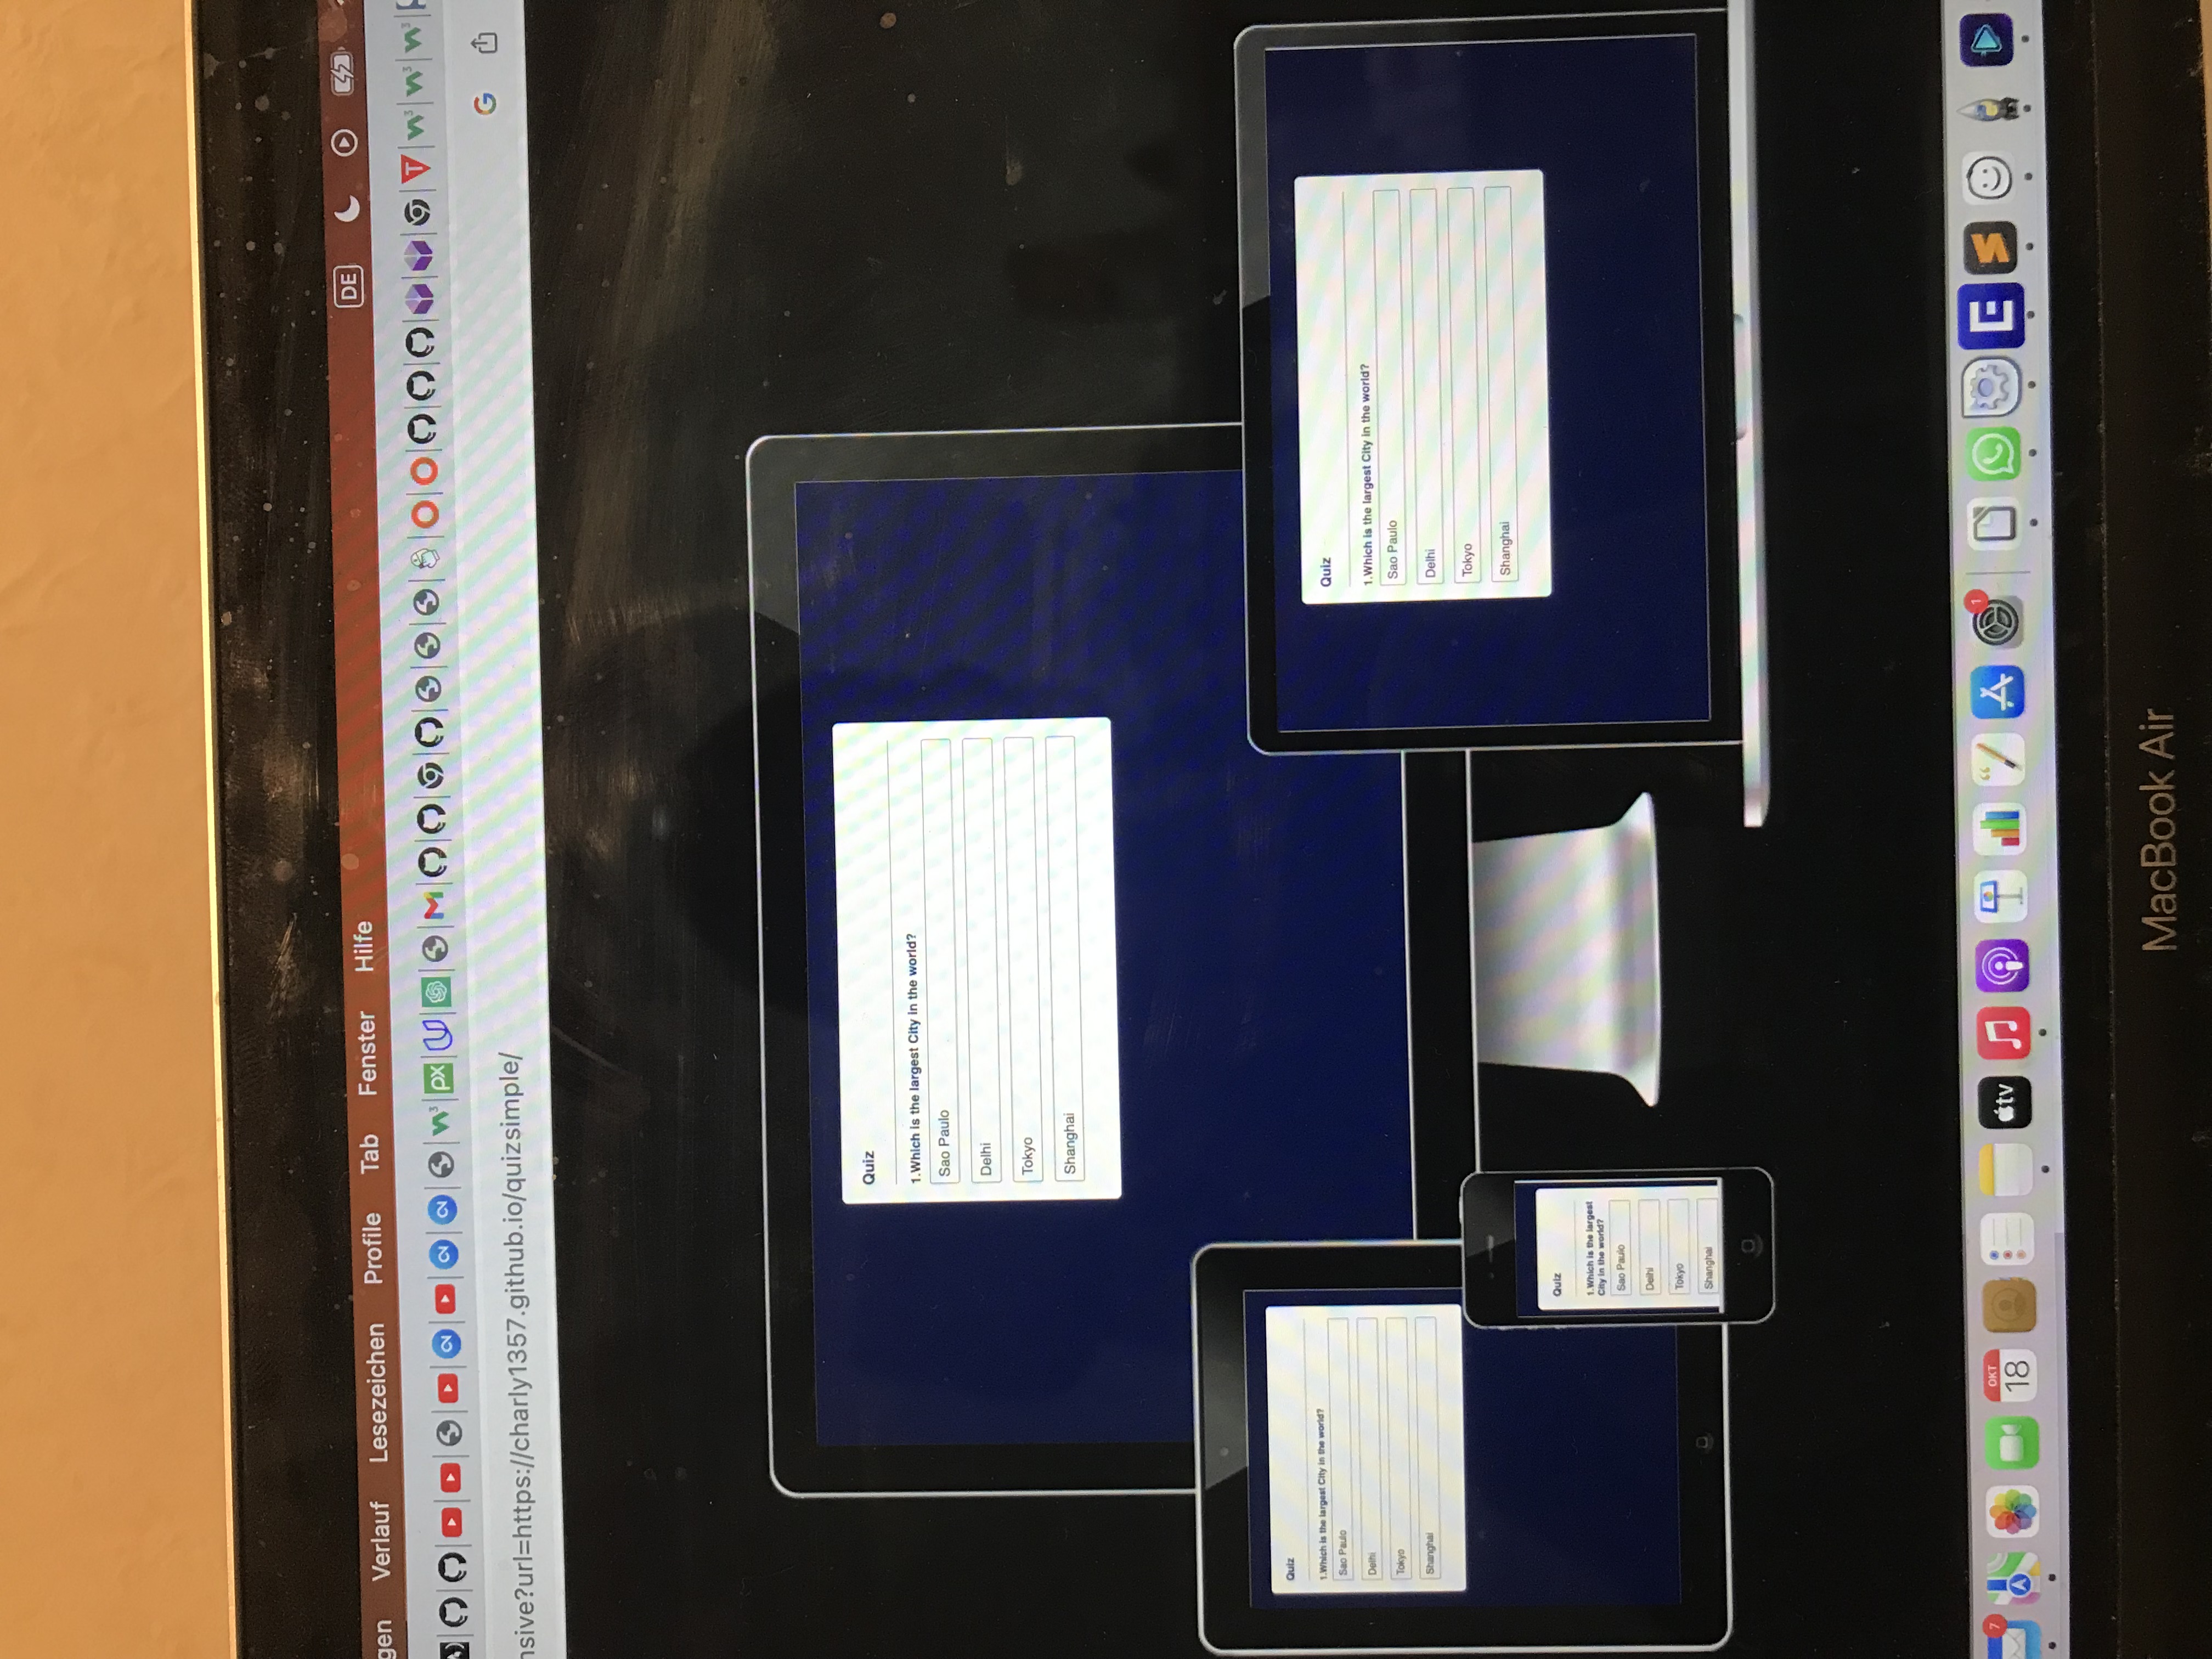 gen Verlauf Lesezeichen Profile Tab Fenster Hilfe DE
nsive?url=https://charly1357.github.io/quizsimple/
Quiz
1.Which is the largest City in the world?
Sao Paulo
Delhi
Tokyo
Shanghai
Quiz
1.Which is the largest City in the world?
Sao Paulo
Delhi
Tokyo
Shanghai
Quiz
1.Which is the largest
City in the world?
Sao Paulo
Delhi
Tokyo
Shanghai
Quiz
1.Which is the largest City in the world?
Sao Paulo
Delhi
Tokyo
Shanghai
7
OKT
18
tv
1
E
MacBook Air